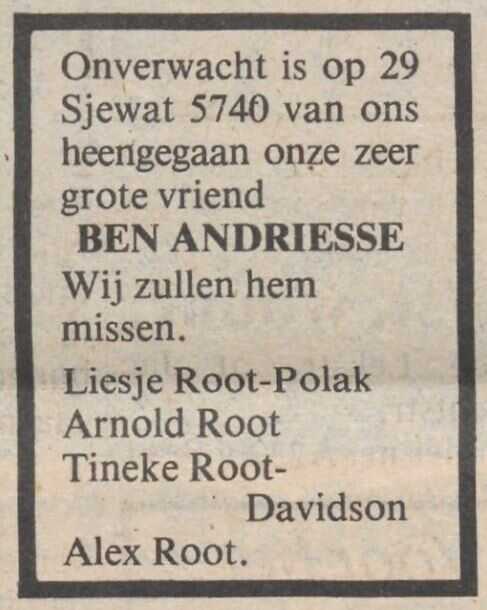 Onverwacht is op 29
Sjewat 5740 van ons
heengegaan onze zeer
grote vriend
BEN ANDRIESSE
Wij zullen hem
missen.
Liesje Root-Polak
Arnold Root
Tineke Root-
Davidson
Alex Root.